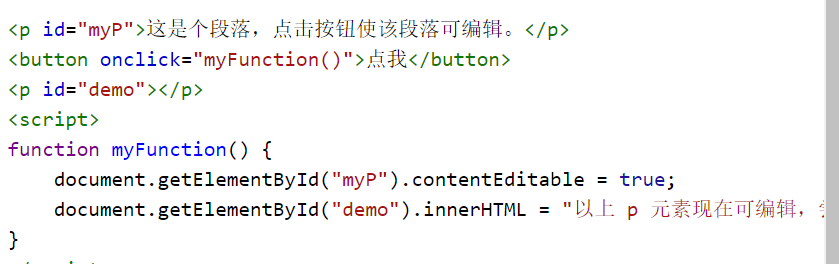 <p id="myP">这是个段落，点击按钮使该段落可编辑。</p>
<button onclick="myFunction()">点我</button>
<p id="demo"></p>
<script>
function myFunction() {
    document.getElementById("myP").contentEditable = true;
    document.getElementById("demo").innerHTML = "以上 p 元素现在可编辑，
}